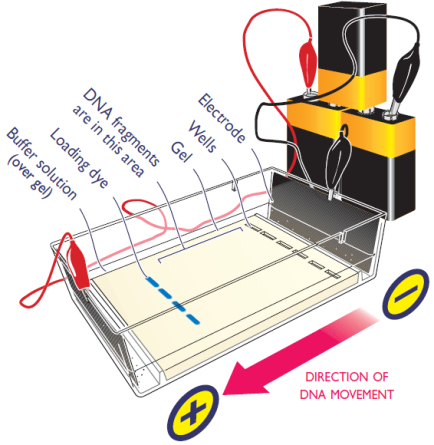 Buffer solution
(over gel)
Loading dye
DNA fragments
are in this area
Gel
Wells
Electrode
−
+
DIRECTION OF
DNA MOVEMENT